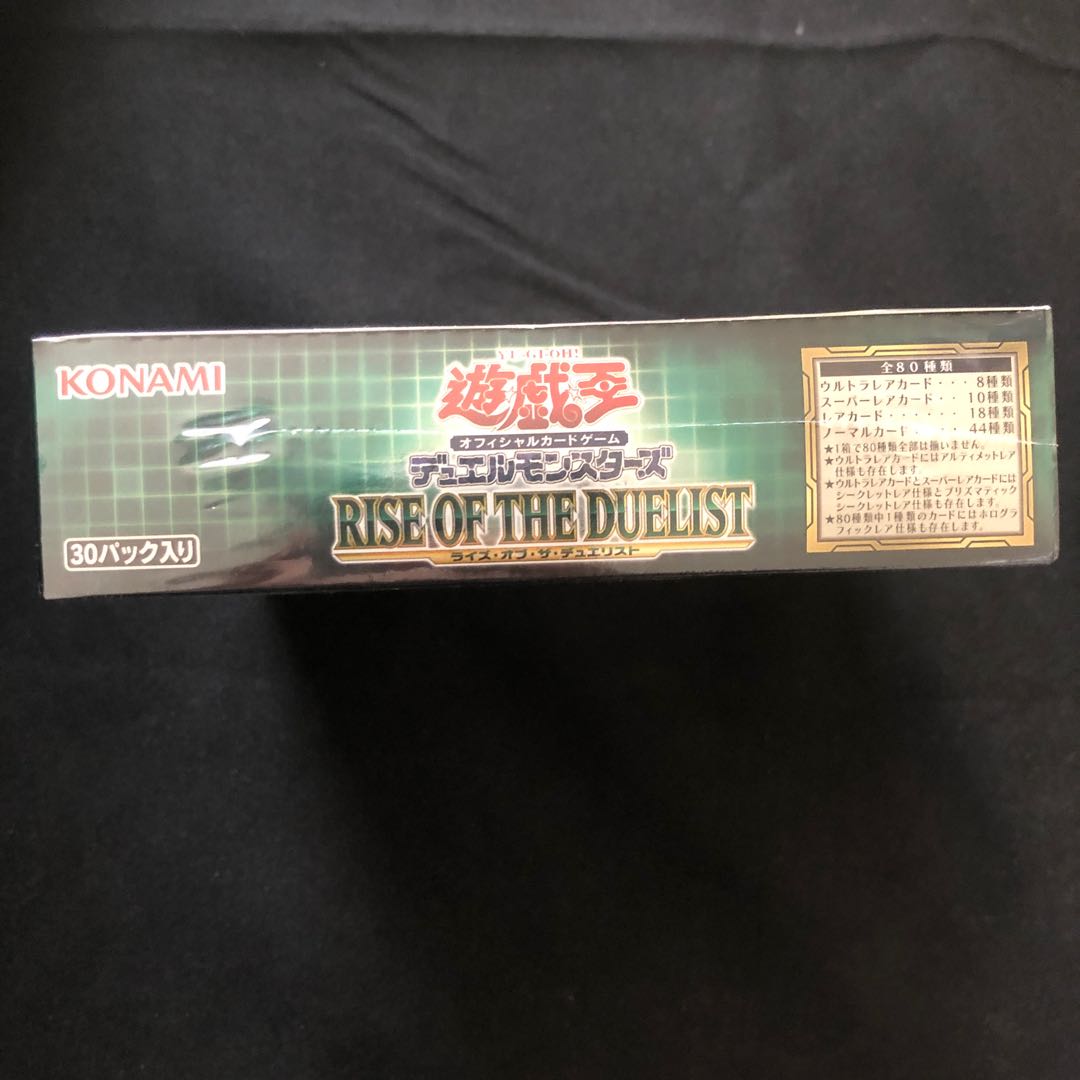 KONAMI
YU-GI-OH!
遊戯王
オフィシャルカードゲーム
デュエルモンスターズ
RISE OF THE DUELIST
ライズ・オブ・ザ・デュエリスト
30パック入り
全80種類
ウルトラレアカード・・・8種類
スーパーレアカード・・10種類
レアカード・・・・・・18種類
ノーマルカード・・・・44種類
★1箱で80種類全部は揃いません。
★ウルトラレアカードにはアルティメットレア
仕様も存在します。
★ウルトラレアカードとスーパーレアカードには
シークレットレア仕様とプリズマティック
シークレットレア仕様も存在します。
★80種類中1種類のカードにはホログラ
フィックレア仕様も存在します。